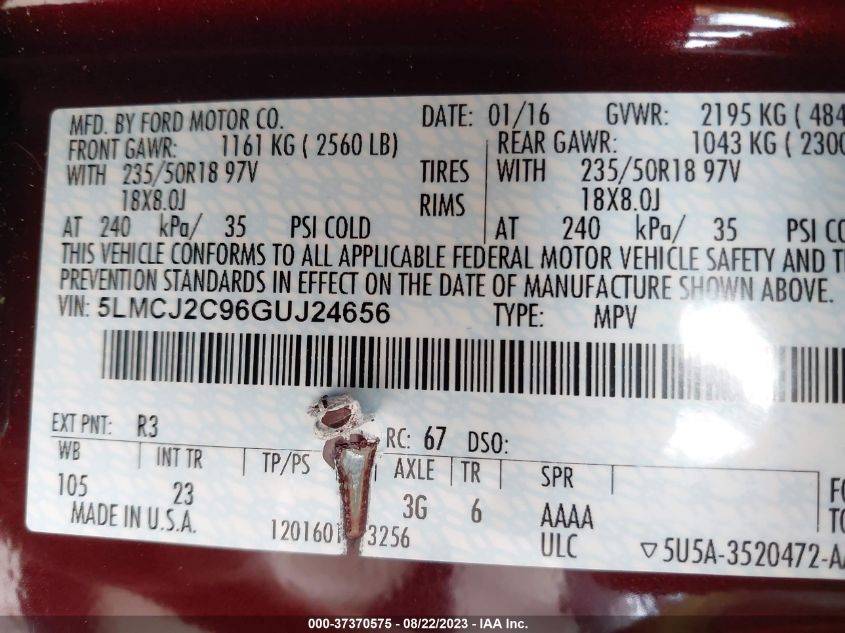 MFD. BY FORD MOTOR CO. DATE: 01/16 GVWR: 2195 KG ( 484
FRONT GAWR: 1161 KG ( 2560 LB) REAR GAWR: 1043 KG ( 2300
WITH 235/50R18 97V TIRES WITH 235/50R18 97V
18X8.0J RIMS 18X8.0J
AT 240 kPa/ 35 PSI COLD AT 240 kPa/ 35 PSI CO
THIS VEHICLE CONFORMS TO ALL APPLICABLE FEDERAL MOTOR VEHICLE SAFETY AND T
PREVENTION STANDARDS IN EFFECT ON THE DATE OF MANUFACTURE SHOWN ABOVE.
VIN: 5LMCJ2C96GUJ24656 TYPE: MPV
EXT PNT: R3 RC: 67 DSO:
WB INT TR TP/PS AXLE TR SPR
105 23 3G 6 AAAA
MADE IN U.S.A. ULC
5U5A-3520472-A
000-37370575 - 08/22/2023 - IAA Inc.